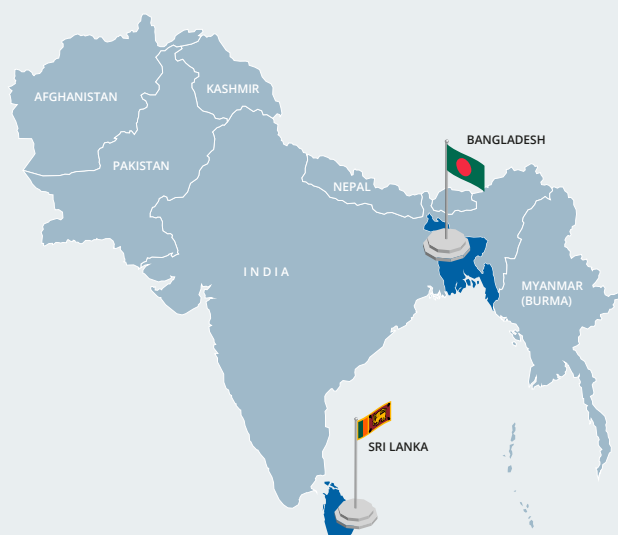 AFGHANISTAN
KASHMIR
PAKISTAN
BANGLADESH
NEPAL
INDIA
MYANMAR
(BURMA)
SRI LANKA